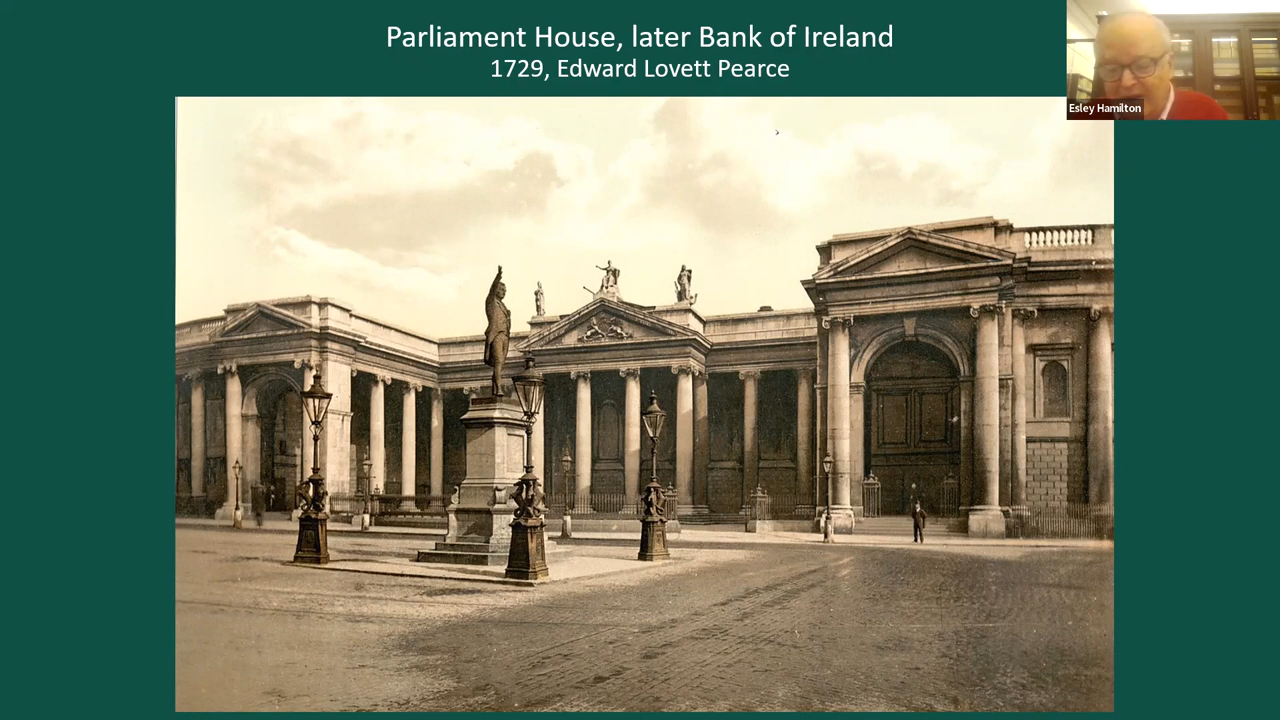 Parliament House, later Bank of Ireland
1729, Edward Lovett Pearce
Esley Hamilton